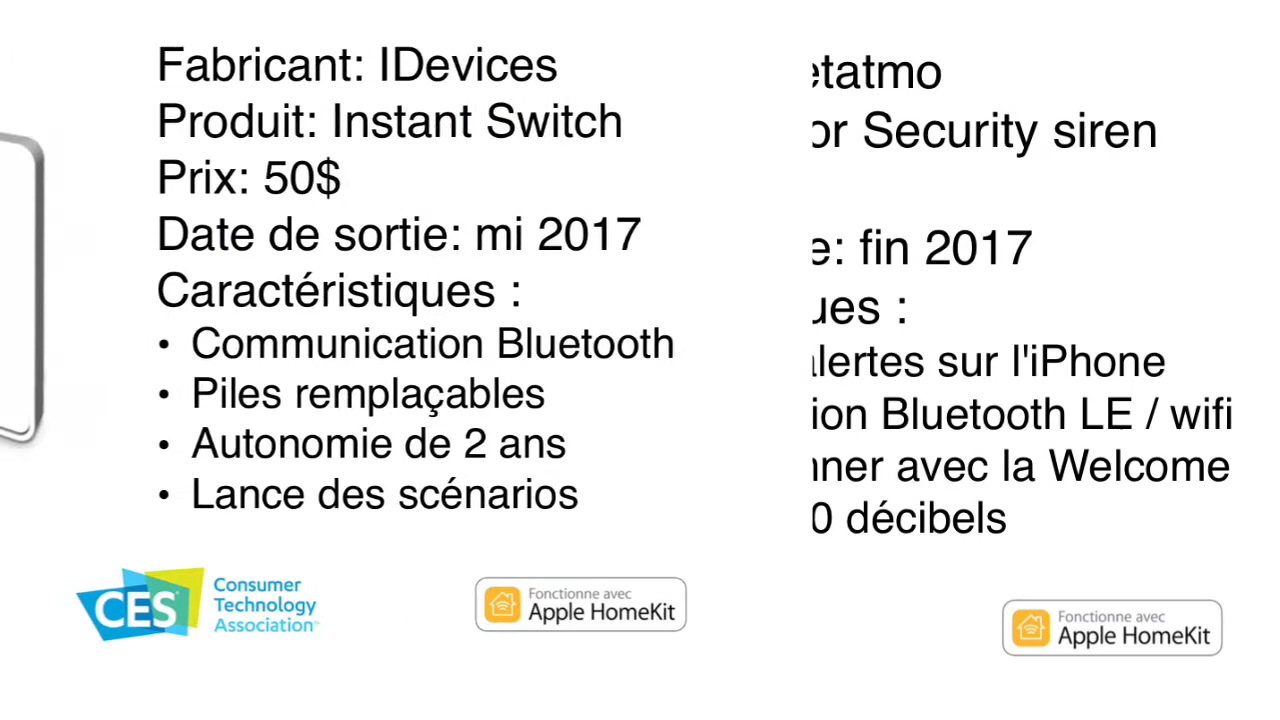 Fabricant: IDevices
Produit: Instant Switch
Prix: 50$
Date de sortie: mi 2017
Caractéristiques :
• Communication Bluetooth
• Piles remplaçables
• Autonomie de 2 ans
• Lance des scénarios
CES Consumer
Technology
Association™
Fonctionne avec
Apple HomeKit
etatmo
or Security siren
e: fin 2017
ues :
alertes sur l'iPhone
ion Bluetooth LE / wifi
nner avec la Welcome
0 décibels
Fonctionne avec
Apple HomeKit